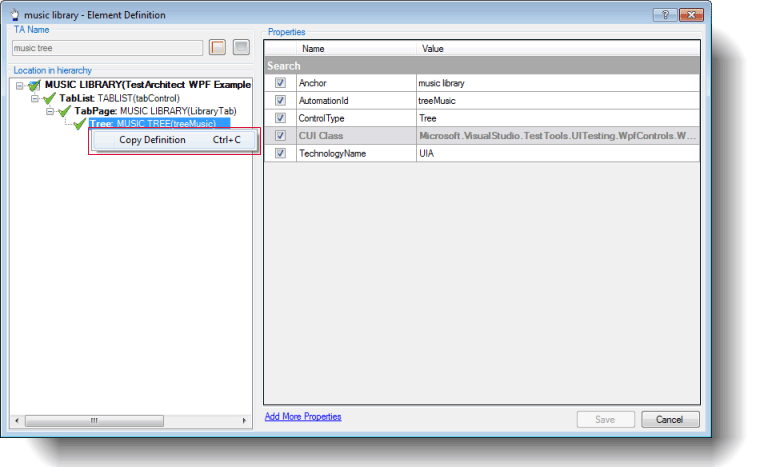 music library - Element Definition
TA Name
music tree
Location in hierarchy
MUSIC LIBRARY(TestArchitect WPF Example
TabList: TABLIST(tabControl)
TabPage: MUSIC LIBRARY(LibraryTab)
Tree: MUSIC TREE(treeMusic)
Copy Definition Ctrl+C
Properties
Name Value
Search
Anchor music library
AutomationId treeMusic
ControlType Tree
CUI Class Microsoft.VisualStudio.TestTools.UITesting.WpfControls.W...
TechnologyName UIA
Add More Properties
Save Cancel